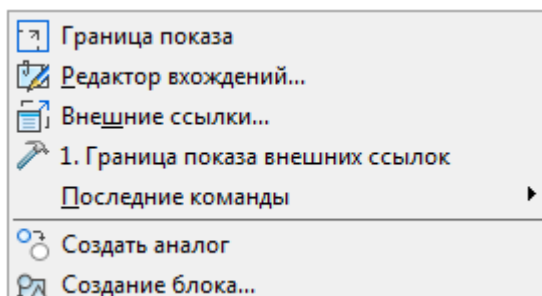 Граница показа
Редактор вхождений...
Внешние ссылки...
1. Граница показа внешних ссылок
Последние команды
Создать аналог
Создание блока...